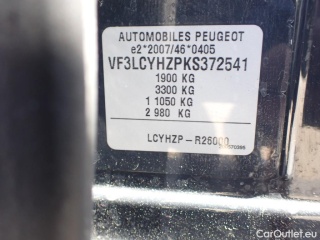 AUTOMOBILES PEUGEOT
e2*2007/46*0405
VF3LCYHZPKS372541
1900 KG
3300 KG
1 1050 KG
2 980 KG
LCYHZP - R26000
CarOutlet.eu